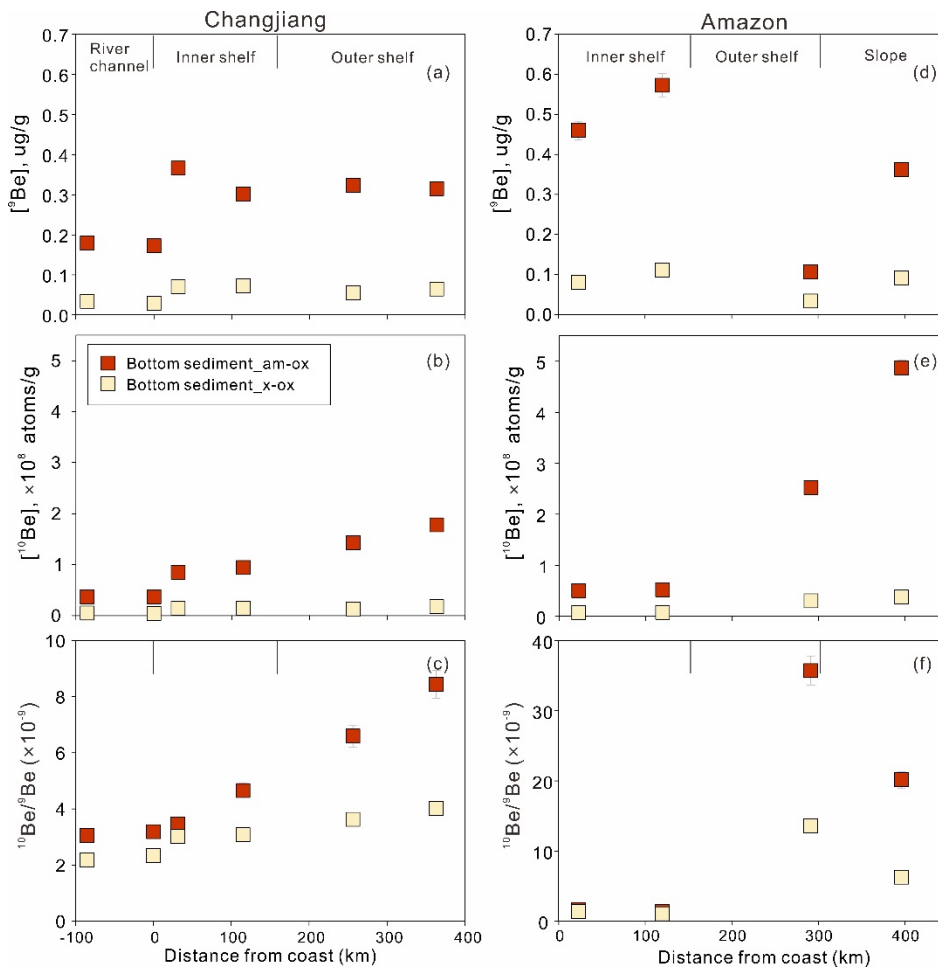 Changjiang
River
channel
Inner shelf
Outer shelf
(a)
0.7
0.6
0.5
0.4
0.3
0.2
0.1
0.0
[⁹Be], ug/g
Amazon
Inner shelf
Outer shelf
Slope
(d)
0.7
0.6
0.5
0.4
0.3
0.2
0.1
0.0
[⁹Be], ug/g
Bottom sediment_am-ox
Bottom sediment_x-ox
(b)
5
4
3
2
1
0
[¹⁰Be], ×10⁸ atoms/g
(e)
5
4
3
2
1
0
[¹⁰Be], ×10⁸ atoms/g
(c)
10
8
6
4
2
0
¹⁰Be/⁹Be (×10⁻⁹)
-100 0 100 200 300 400
Distance from coast (km)
(f)
40
30
20
10
0
¹⁰Be/⁹Be (×10⁻⁹)
0 100 200 300 400
Distance from coast (km)